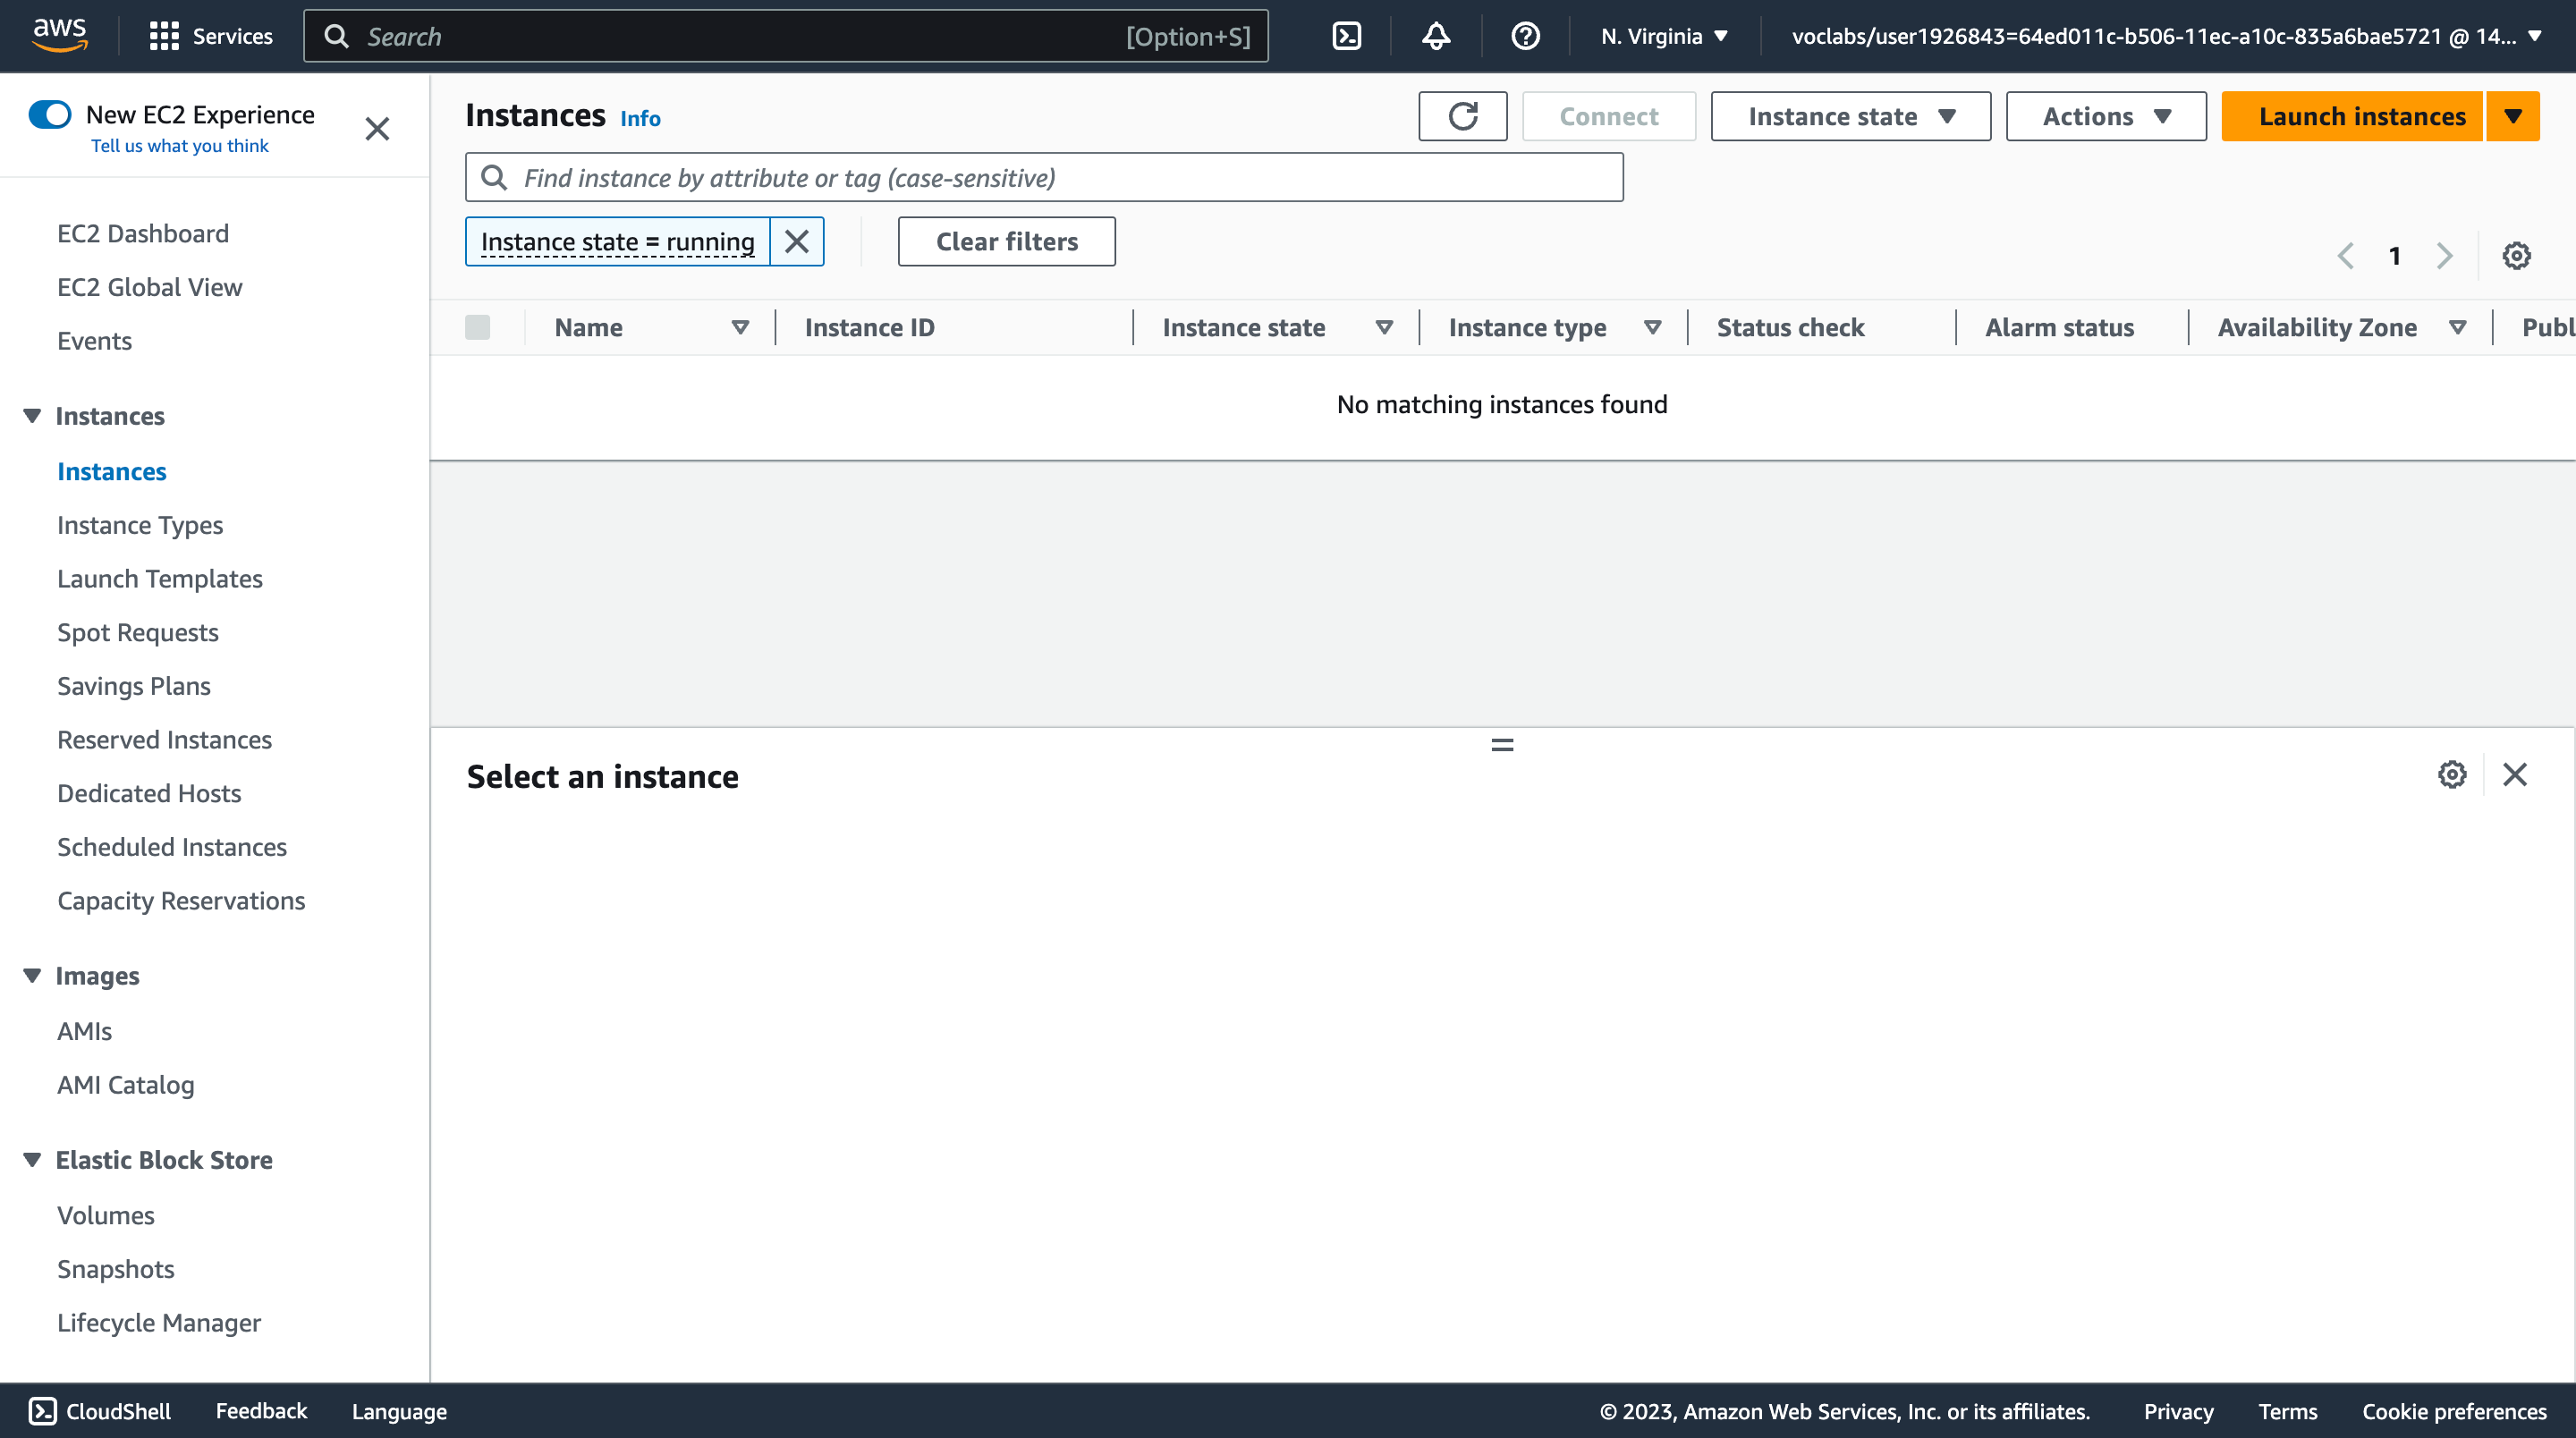 aws
Services
Search [Option+S]
N. Virginia
voclabs/user1926843=64ed011c-b506-11ec-a10c-835a6bae5721 @ 14...
New EC2 Experience
Tell us what you think
EC2 Dashboard
EC2 Global View
Events
Instances
Instances
Instance Types
Launch Templates
Spot Requests
Savings Plans
Reserved Instances
Dedicated Hosts
Scheduled Instances
Capacity Reservations
Images
AMIs
AMI Catalog
Elastic Block Store
Volumes
Snapshots
Lifecycle Manager
Instances Info
Connect
Instance state
Actions
Launch instances
Find instance by attribute or tag (case-sensitive)
Instance state = running
Clear filters
1
Name Instance ID Instance state Instance type Status check Alarm status Availability Zone Publ
No matching instances found
Select an instance
CloudShell Feedback Language
© 2023, Amazon Web Services, Inc. or its affiliates. Privacy Terms Cookie preferences